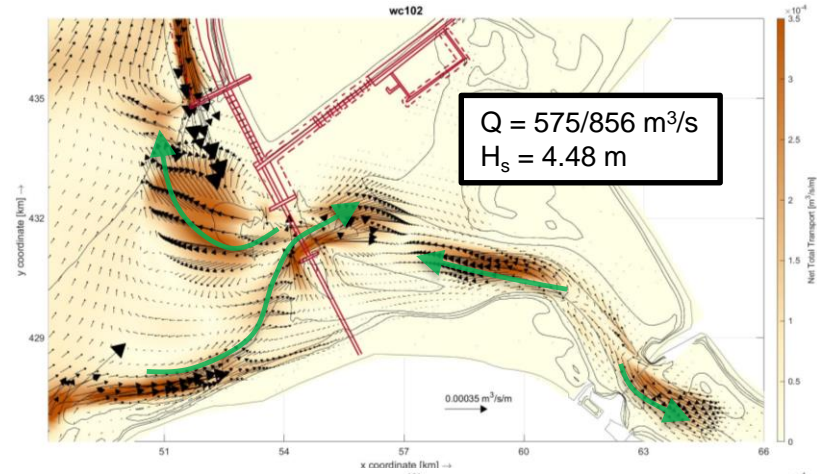 wc102
×10⁻⁴
3.5
3
2.5
2
1.5
1
0.5
0
Net Total Transport [m³/s/m]
435
432
429
y coordinate [km] →
Q = 575/856 m³/s
Hₛ = 4.48 m
0.00035 m³/s/m
51 54 57 60 63 66
x coordinate [km] →